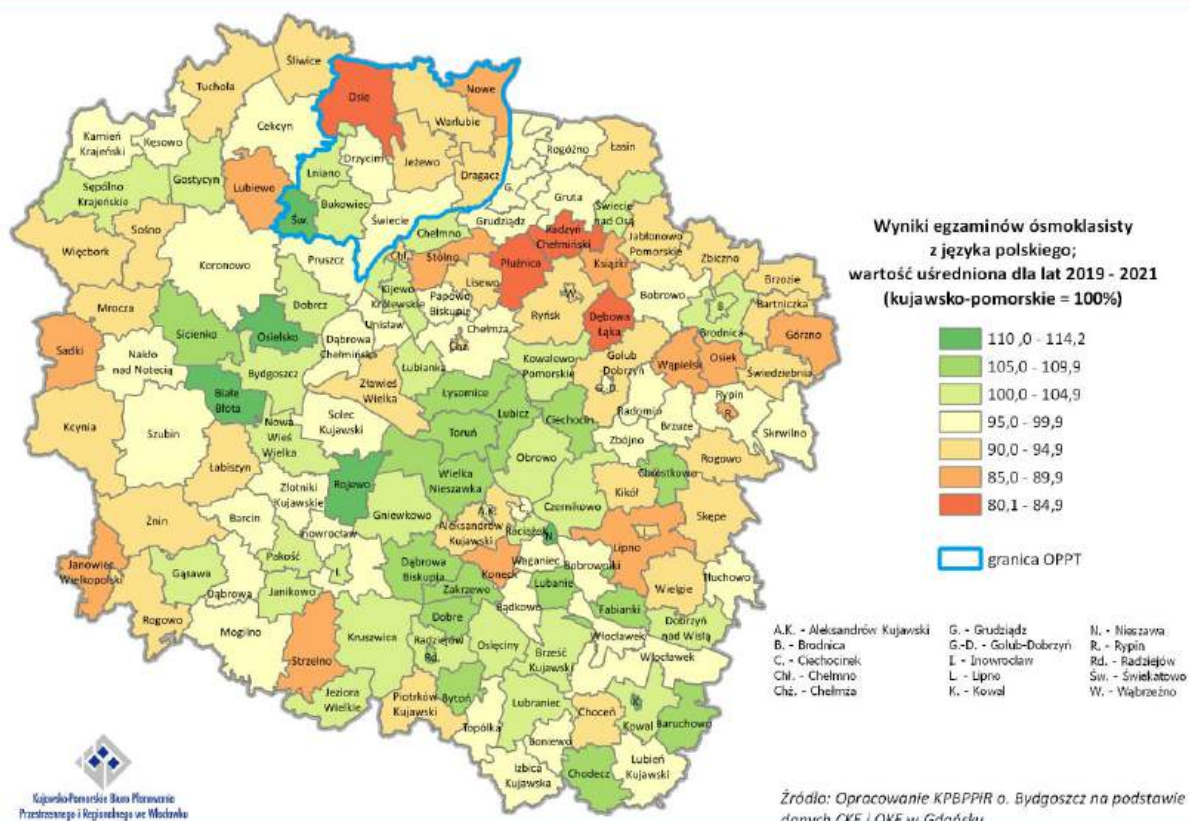 Śliwice
Tuchola
Osie
Nowe
Warlubie
Cekcyn
Kamień
Krajeński
Kęsowo
Rogóźno
Łasin
Drzycim
Jeżewo
Lniano
Dragacz
Gostycyn
Lubiewo
Sępólno
Krajeńskie
G.
Gruta
Św.
Bukowiec
Świecie
Grudziądz
Świecie
nad Osą
Sośno
Chełmno
Radzyń
Chełmiński
Więcbork
Koronowo
Pruszcz
Chł.
Stolno
Płużnica
Książki
Jabłonowo
Pomorskie
Zbiczno
Lisewo
Brzozie
Kijewo
Królewskie
Papowo
Biskupie
W.
Bobrowo
Bartniczka
Mrocza
Dobrcz
Unisław
Ryńsk
B.
Sicienko
Osielsko
Chełmża
Dębowa
Łąka
Brodnica
Górzno
Sadki
Nakło
nad Notecią
Dąbrowa
Chełmińska
Chż.
Golub
Dobrzyń
Wąpielsk
Osiek
Bydgoszcz
Łubianka
Kowalewo
Pomorskie
Świedziebnia
Białe
Błota
Zławieś
Wielka
Łysomice
G.-D.
Rypin
R.
Solec
Kujawski
Lubicz
Ciechocin
Radomin
Kcynia
Szubin
Nowa
Wieś
Wielka
Toruń
Brzuze
Skrwilno
Zbójno
Obrowo
Łabiszyn
Wielka
Nieszawka
Rogowo
Rojewo
Chrostkowo
Złotniki
Kujawskie
Kikół
Gniewkowo
Czernikowo
Żnin
Barcin
A.K.
C.
Skępe
Inowrocław
Aleksandrów
Kujawski
Raciążek
N.
L.
Lipno
Janowiec
Wielkopolski
Gąsawa
Pakość
I.
Dąbrowa
Biskupia
Koneck
Waganiec
Bobrowniki
Tłuchowo
Dąbrowa
Janikowo
Zakrzewo
Lubanie
Wielgie
Rogowo
Bądkowo
Fabianki
Mogilno
Dobre
Dobrzyń
nad Wisłą
Strzelno
Kruszwica
Radziejów
Osięciny
Włocławek
Rd.
Brześć
Kujawski
Włocławek
Jeziora
Wielkie
Piotrków
Kujawski
Bytoń
Lubraniec
Choceń
K.
Kowal
Baruchowo
Topólka
Boniewo
Izbica
Kujawska
Chodecz
Lubień
Kujawski
Wyniki egzaminów ósmoklasisty
z języka polskiego;
wartość uśredniona dla lat 2019 - 2021
(kujawsko-pomorskie = 100%)
110 ,0 - 114,2
105,0 - 109,9
100,0 - 104,9
95,0 - 99,9
90,0 - 94,9
85,0 - 89,9
80,1 - 84,9
granica OPPT
A.K. - Aleksandrów Kujawski
B. - Brodnica
C. - Ciechocinek
Chł. - Chełmno
Chż. - Chełmża
G. - Grudziądz
G.-D. - Golub-Dobrzyń
I. - Inowrocław
L. - Lipno
K. - Kowal
N. - Nieszawa
R. - Rypin
Rd. - Radziejów
Św. - Świekatowo
W. - Wąbrzeźno
Kujawsko-Pomorskie Biuro Planowania
Przestrzennego i Regionalnego we Włocławku
Źródło: Opracowanie KPBPPiR o. Bydgoszcz na podstawie
danych CKE i OKE w Gdańsku